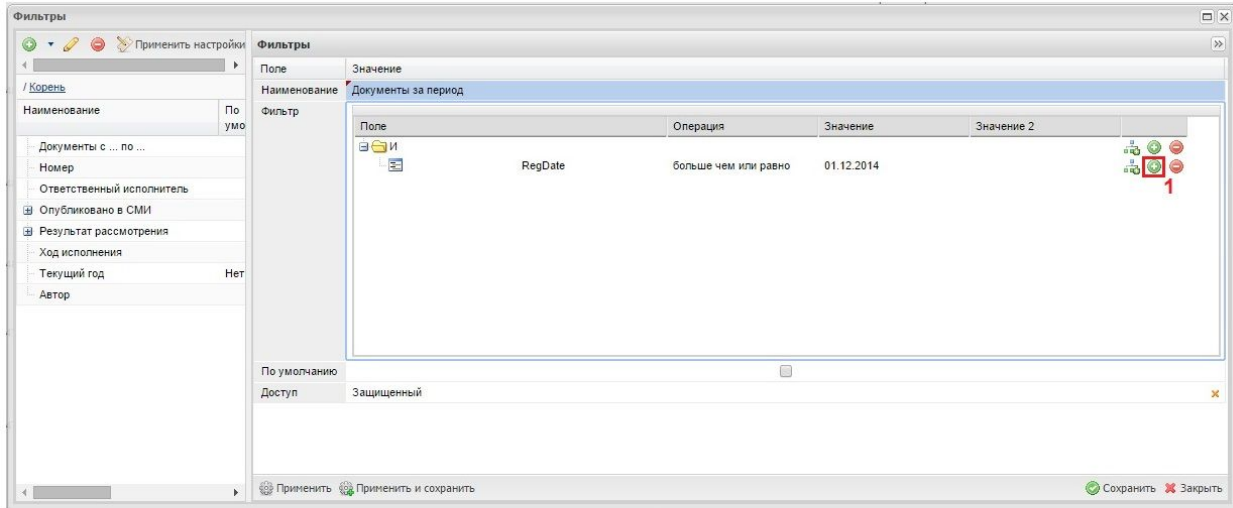 Фильтры
Применить настройки
/ Корень
Наименование По умо
Документы с ... по ...
Номер
Ответственный исполнитель
Опубликовано в СМИ
Результат рассмотрения
Ход исполнения
Текущий год Нет
Автор
Фильтры
Поле Значение
Наименование Документы за период
Фильтр
Поле Операция Значение Значение 2
И
RegDate больше чем или равно 01.12.2014
1
По умолчанию
Доступ Защищенный
Применить Применить и сохранить Сохранить Закрыть